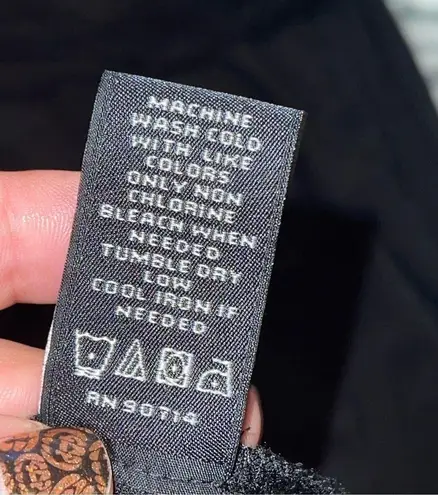 MACHINE
WASH COLD
WITH LIKE
COLORS
ONLY NON
CHLORINE
BLEACH WHEN
NEEDED
TUMBLE DRY
LOW
COOL IRON IF
NEEDED
RN 90714